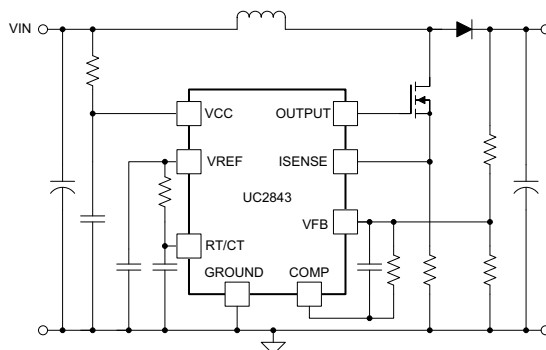 VIN
VCC
OUTPUT
VREF
ISENSE
UC2843
VFB
RT/CT
GROUND
COMP